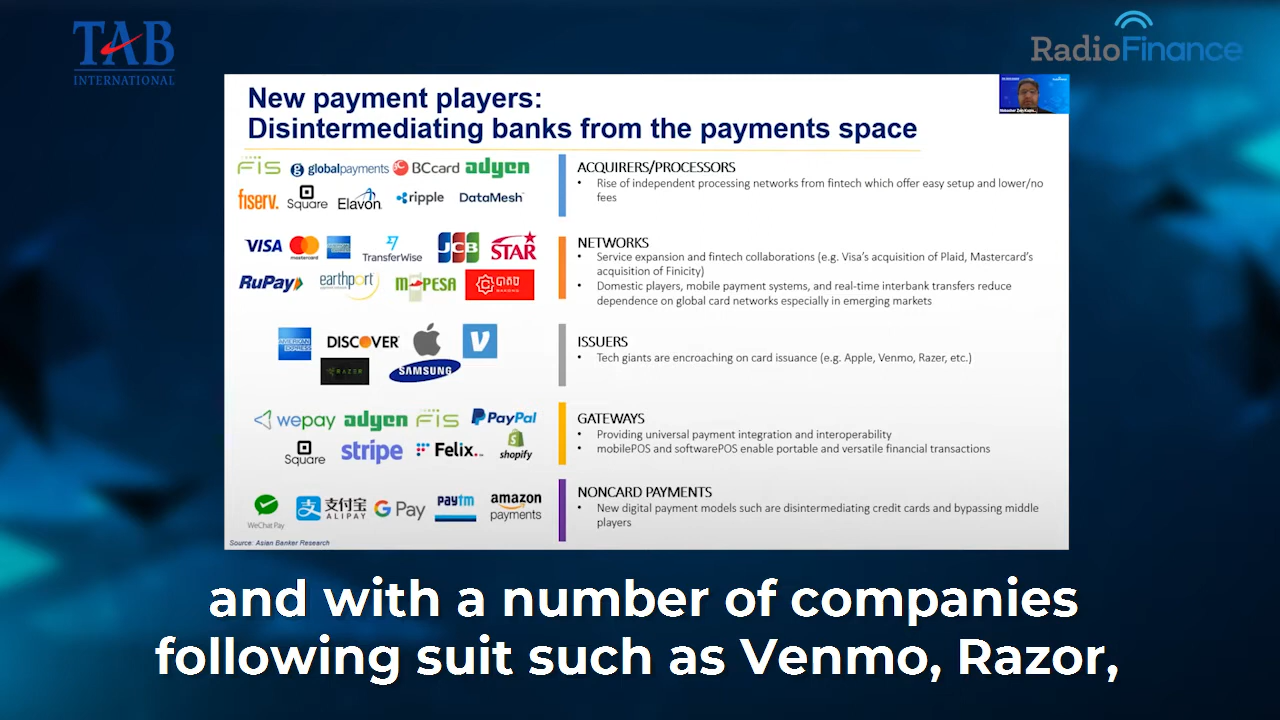 TAB
INTERNATIONAL
RadioFinance
New payment players:
Disintermediating banks from the payments space
FIS globalpayments BCcard adyen
fiserv. Square Elavon ripple DataMesh
ACQUIRERS/PROCESSORS
• Rise of independent processing networks from fintech which offer easy setup and lower/no
fees
VISA mastercard TransferWise JCB STAR
RuPay earthport M-PESA
NETWORKS
• Service expansion and fintech collaborations (e.g. Visa's acquisition of Plaid, Mastercard's
acquisition of Finicity)
• Domestic players, mobile payment systems, and real-time interbank transfers reduce
dependence on global card networks especially in emerging markets
AMERICAN EXPRESS DISCOVER V
RAZER SAMSUNG
ISSUERS
• Tech giants are encroaching on card issuance (e.g. Apple, Venmo, Razer, etc.)
wepay adyen FIS PayPal
Square stripe Felix. shopify
GATEWAYS
• Providing universal payment integration and interoperability
• mobilePOS and softwarePOS enable portable and versatile financial transactions
WeChat Pay 支付宝 ALIPAY G Pay paytm amazon payments
NONCARD PAYMENTS
• New digital payment models such are disintermediating credit cards and bypassing middle
players
Source: Asian Banker Research
and with a number of companies
following suit such as Venmo, Razor,